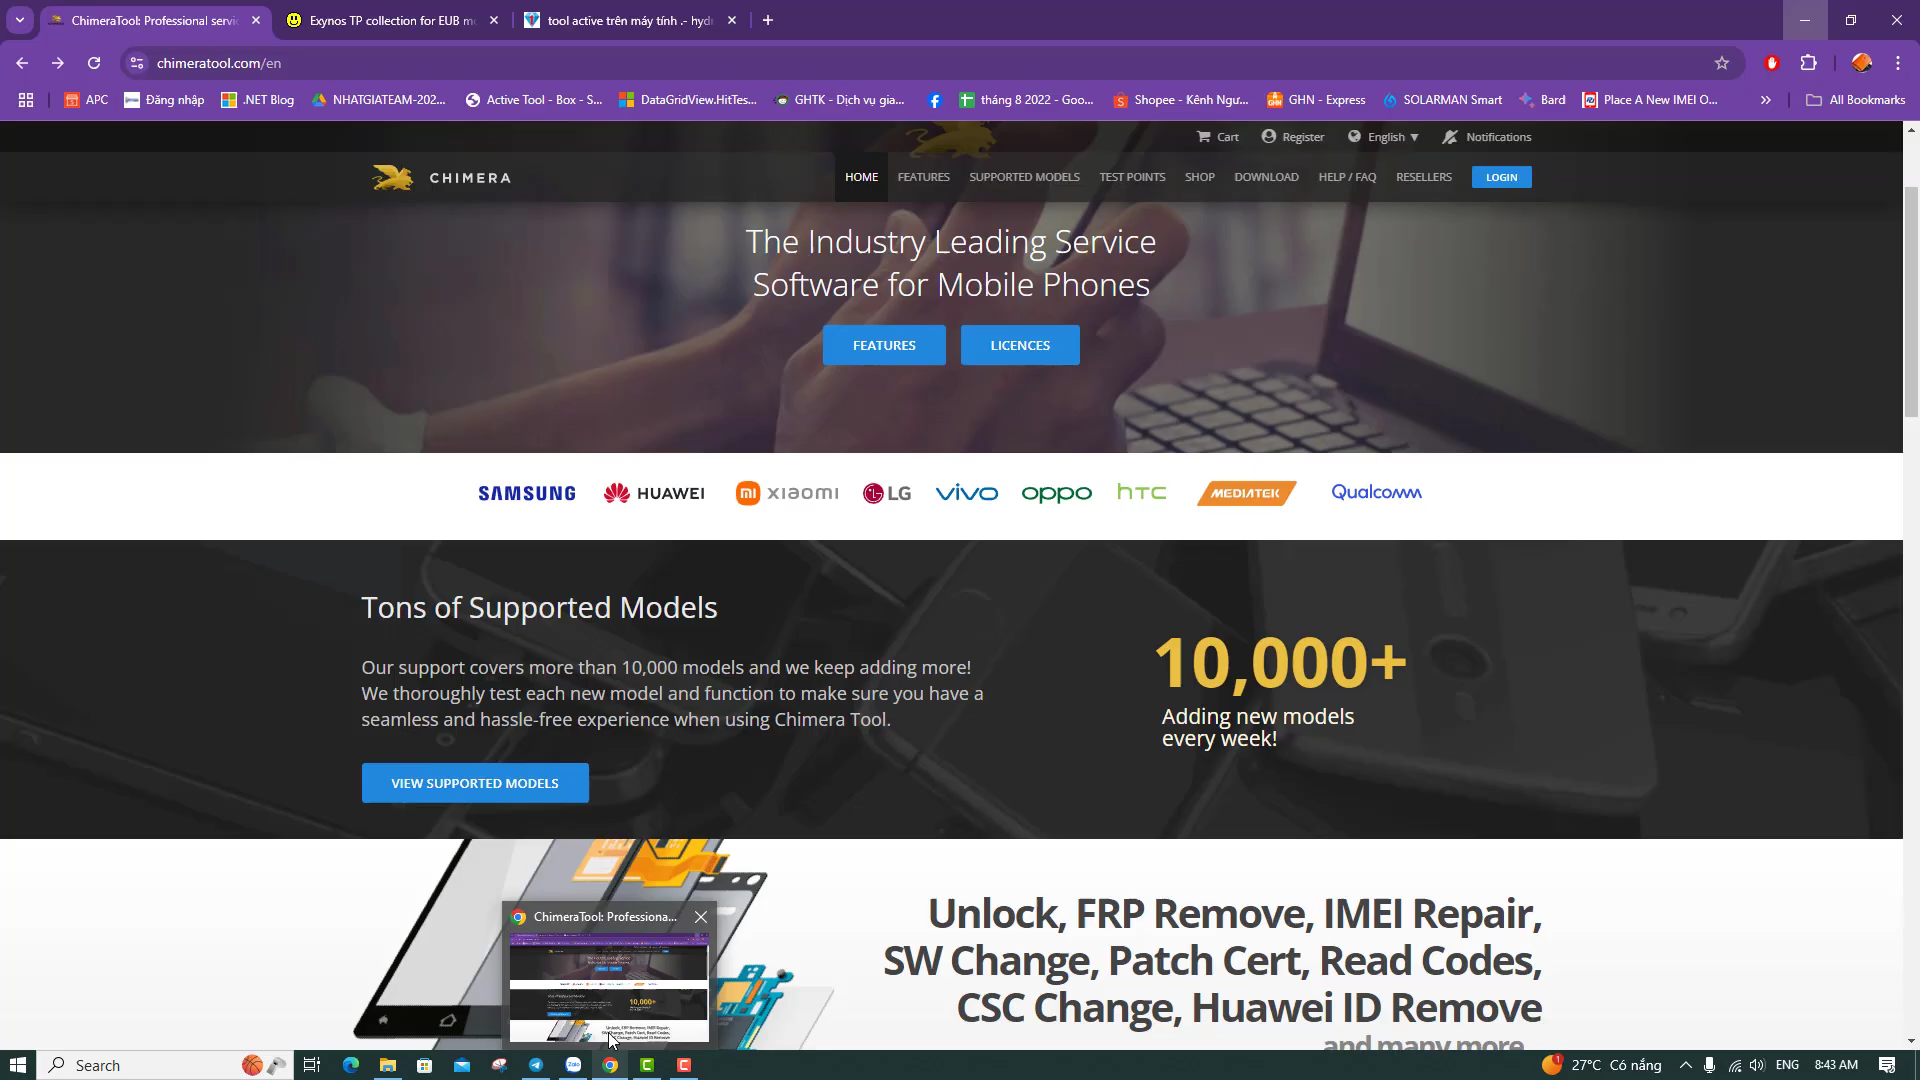 ChimeraTool: Professional servic
Exynos TP collection for EUB mo
tool active trên máy tính .- hydr
chimeratool.com/en
APC
Đăng nhập
.NET Blog
NHATGIATEAM-202...
Active Tool - Box - S...
DataGridView.HitTes...
GHTK - Dịch vụ gia...
tháng 8 2022 - Goo...
Shopee - Kênh Ngư...
GHN - Express
SOLARMAN Smart
Bard
Place A New IMEI O...
All Bookmarks
Cart
Register
English
Notifications
CHIMERA
HOME
FEATURES
SUPPORTED MODELS
TEST POINTS
SHOP
DOWNLOAD
HELP / FAQ
RESELLERS
LOGIN
The Industry Leading Service
Software for Mobile Phones
FEATURES
LICENCES
SAMSUNG
HUAWEI
xiaomi
LG
vivo
oppo
hTC
MEDIATEK
Qualcomm
Tons of Supported Models
Our support covers more than 10,000 models and we keep adding more!
We thoroughly test each new model and function to make sure you have a
seamless and hassle-free experience when using Chimera Tool.
VIEW SUPPORTED MODELS
10,000+
Adding new models
every week!
Unlock, FRP Remove, IMEI Repair,
SW Change, Patch Cert, Read Codes,
CSC Change, Huawei ID Remove
and many more
ChimeraTool: Professiona...
Search
Zalo
27°C Có nắng
ENG
8:43 AM